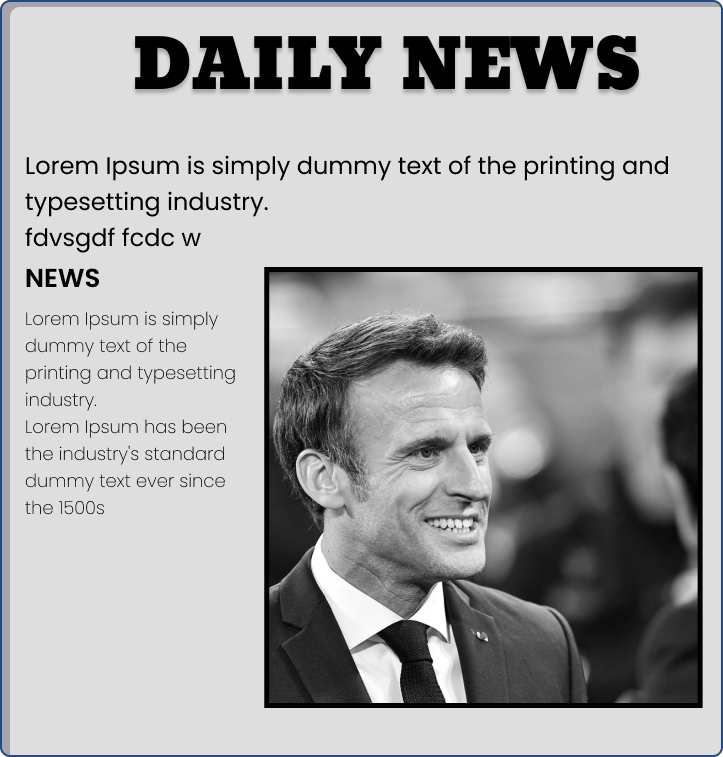 DAILY NEWS
Lorem Ipsum is simply dummy text of the printing and
typesetting industry.
fdvsgdf fcdc w
NEWS
Lorem Ipsum is simply
dummy text of the
printing and typesetting
industry.
Lorem Ipsum has been
the industry's standard
dummy text ever since
the 1500s